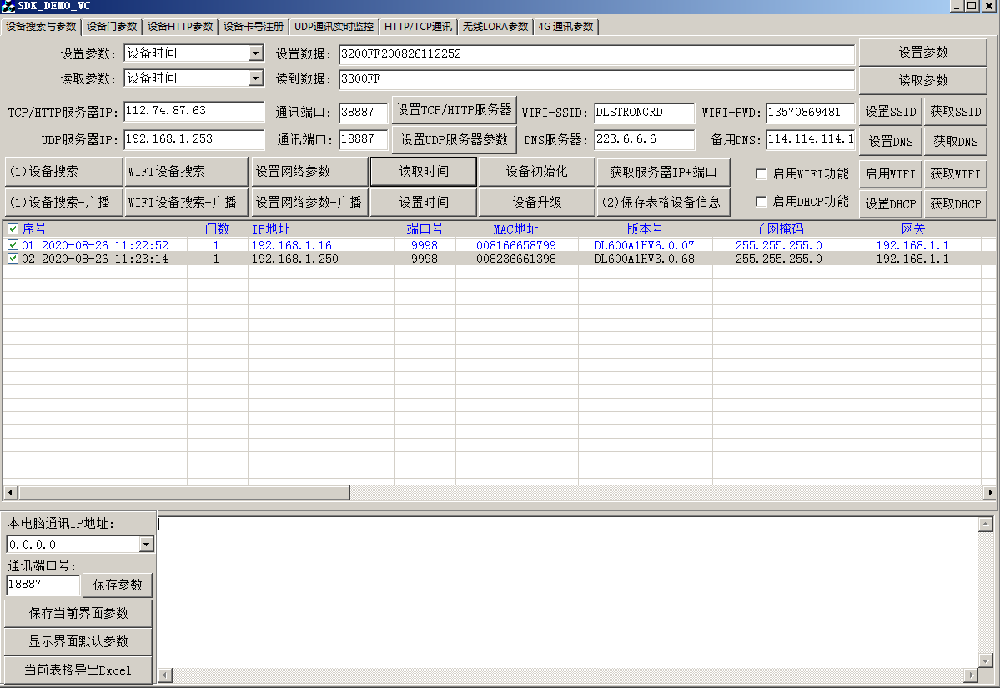 SDK_DEMO_VC
设备搜索与参数 设备门参数 设备HTTP参数 设备卡号注册 UDP通讯实时监控 HTTP/TCP通讯 无线LORA参数 4G 通讯参数
设置参数: 设备时间 设置数据: 3200FF200826112252 设置参数
读取参数: 设备时间 读到数据: 3300FF 读取参数
TCP/HTTP服务器IP: 112.74.87.63 通讯端口: 38887 设置TCP/HTTP服务器 WIFI-SSID: DLSTRONGRD WIFI-PWD: 13570869481 设置SSID 获取SSID
UDP服务器IP: 192.168.1.253 通讯端口: 18887 设置UDP服务器参数 DNS服务器: 223.6.6.6 备用DNS: 114.114.114.1 设置DNS 获取DNS
(1)设备搜索 WIFI设备搜索 设置网络参数 读取时间 设备初始化 获取服务器IP+端口 启用WIFI功能 启用WIFI 获取WIFI
(1)设备搜索-广播 WIFI设备搜索-广播 设置网络参数-广播 设置时间 设备升级 (2)保存表格设备信息 启用DHCP功能 设置DHCP 获取DHCP
序号 门数 IP地址 端口号 MAC地址 版本号 子网掩码 网关
01 2020-08-26 11:22:52 1 192.168.1.16 9998 008166658799 DL600A1HV6.0.07 255.255.255.0 192.168.1.1
02 2020-08-26 11:23:14 1 192.168.1.250 9998 008236661398 DL600A1HV3.0.68 255.255.255.0 192.168.1.1
本电脑通讯IP地址:
0.0.0.0
通讯端口号:
18887 保存参数
保存当前界面参数
显示界面默认参数
当前表格导出Excel